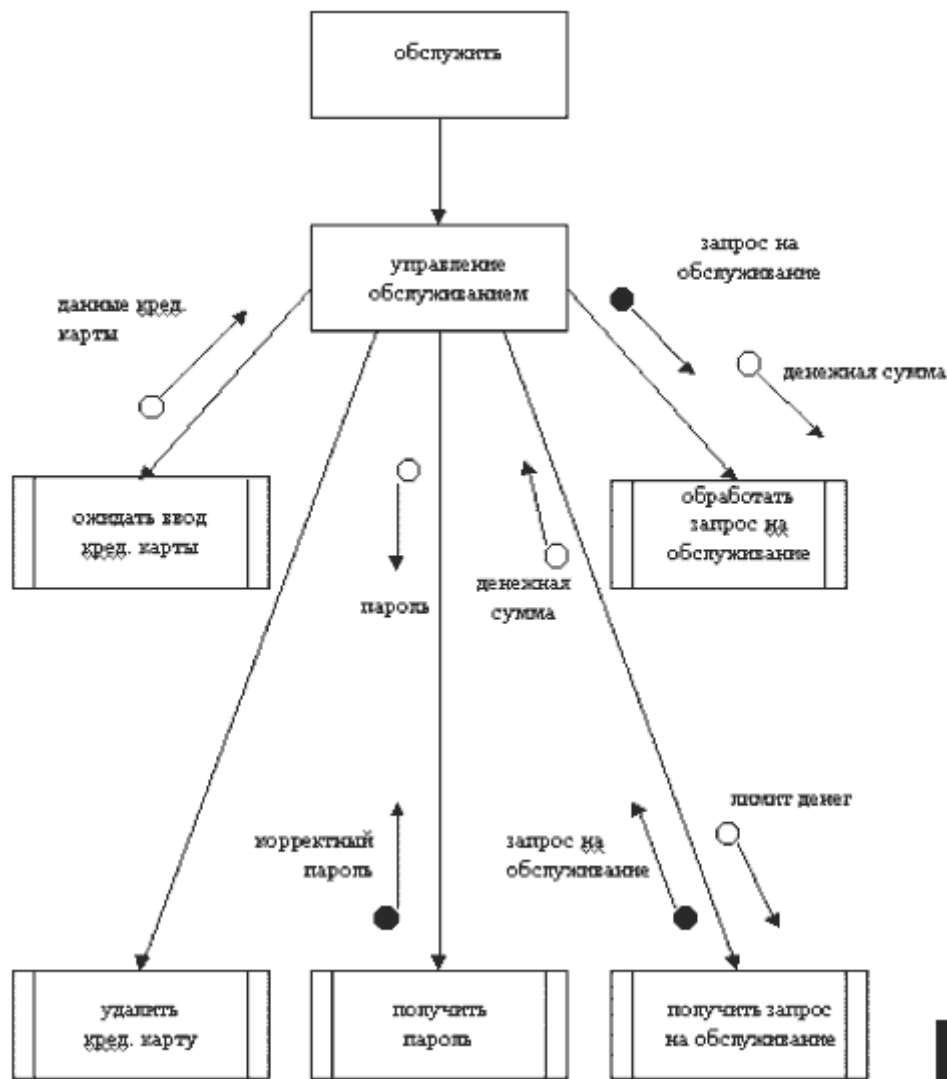 обслужить
управление
обслуживанием
запрос на
обслуживание
данные кред.
карты
денежная сумма
ожидать ввод
кред. карты
обработать
запрос на
обслуживание
пароль
денежная
сумма
лимит денег
корректный
пароль
запрос на
обслуживание
удалить
кред. карту
получить
пароль
получить запрос
на обслуживание